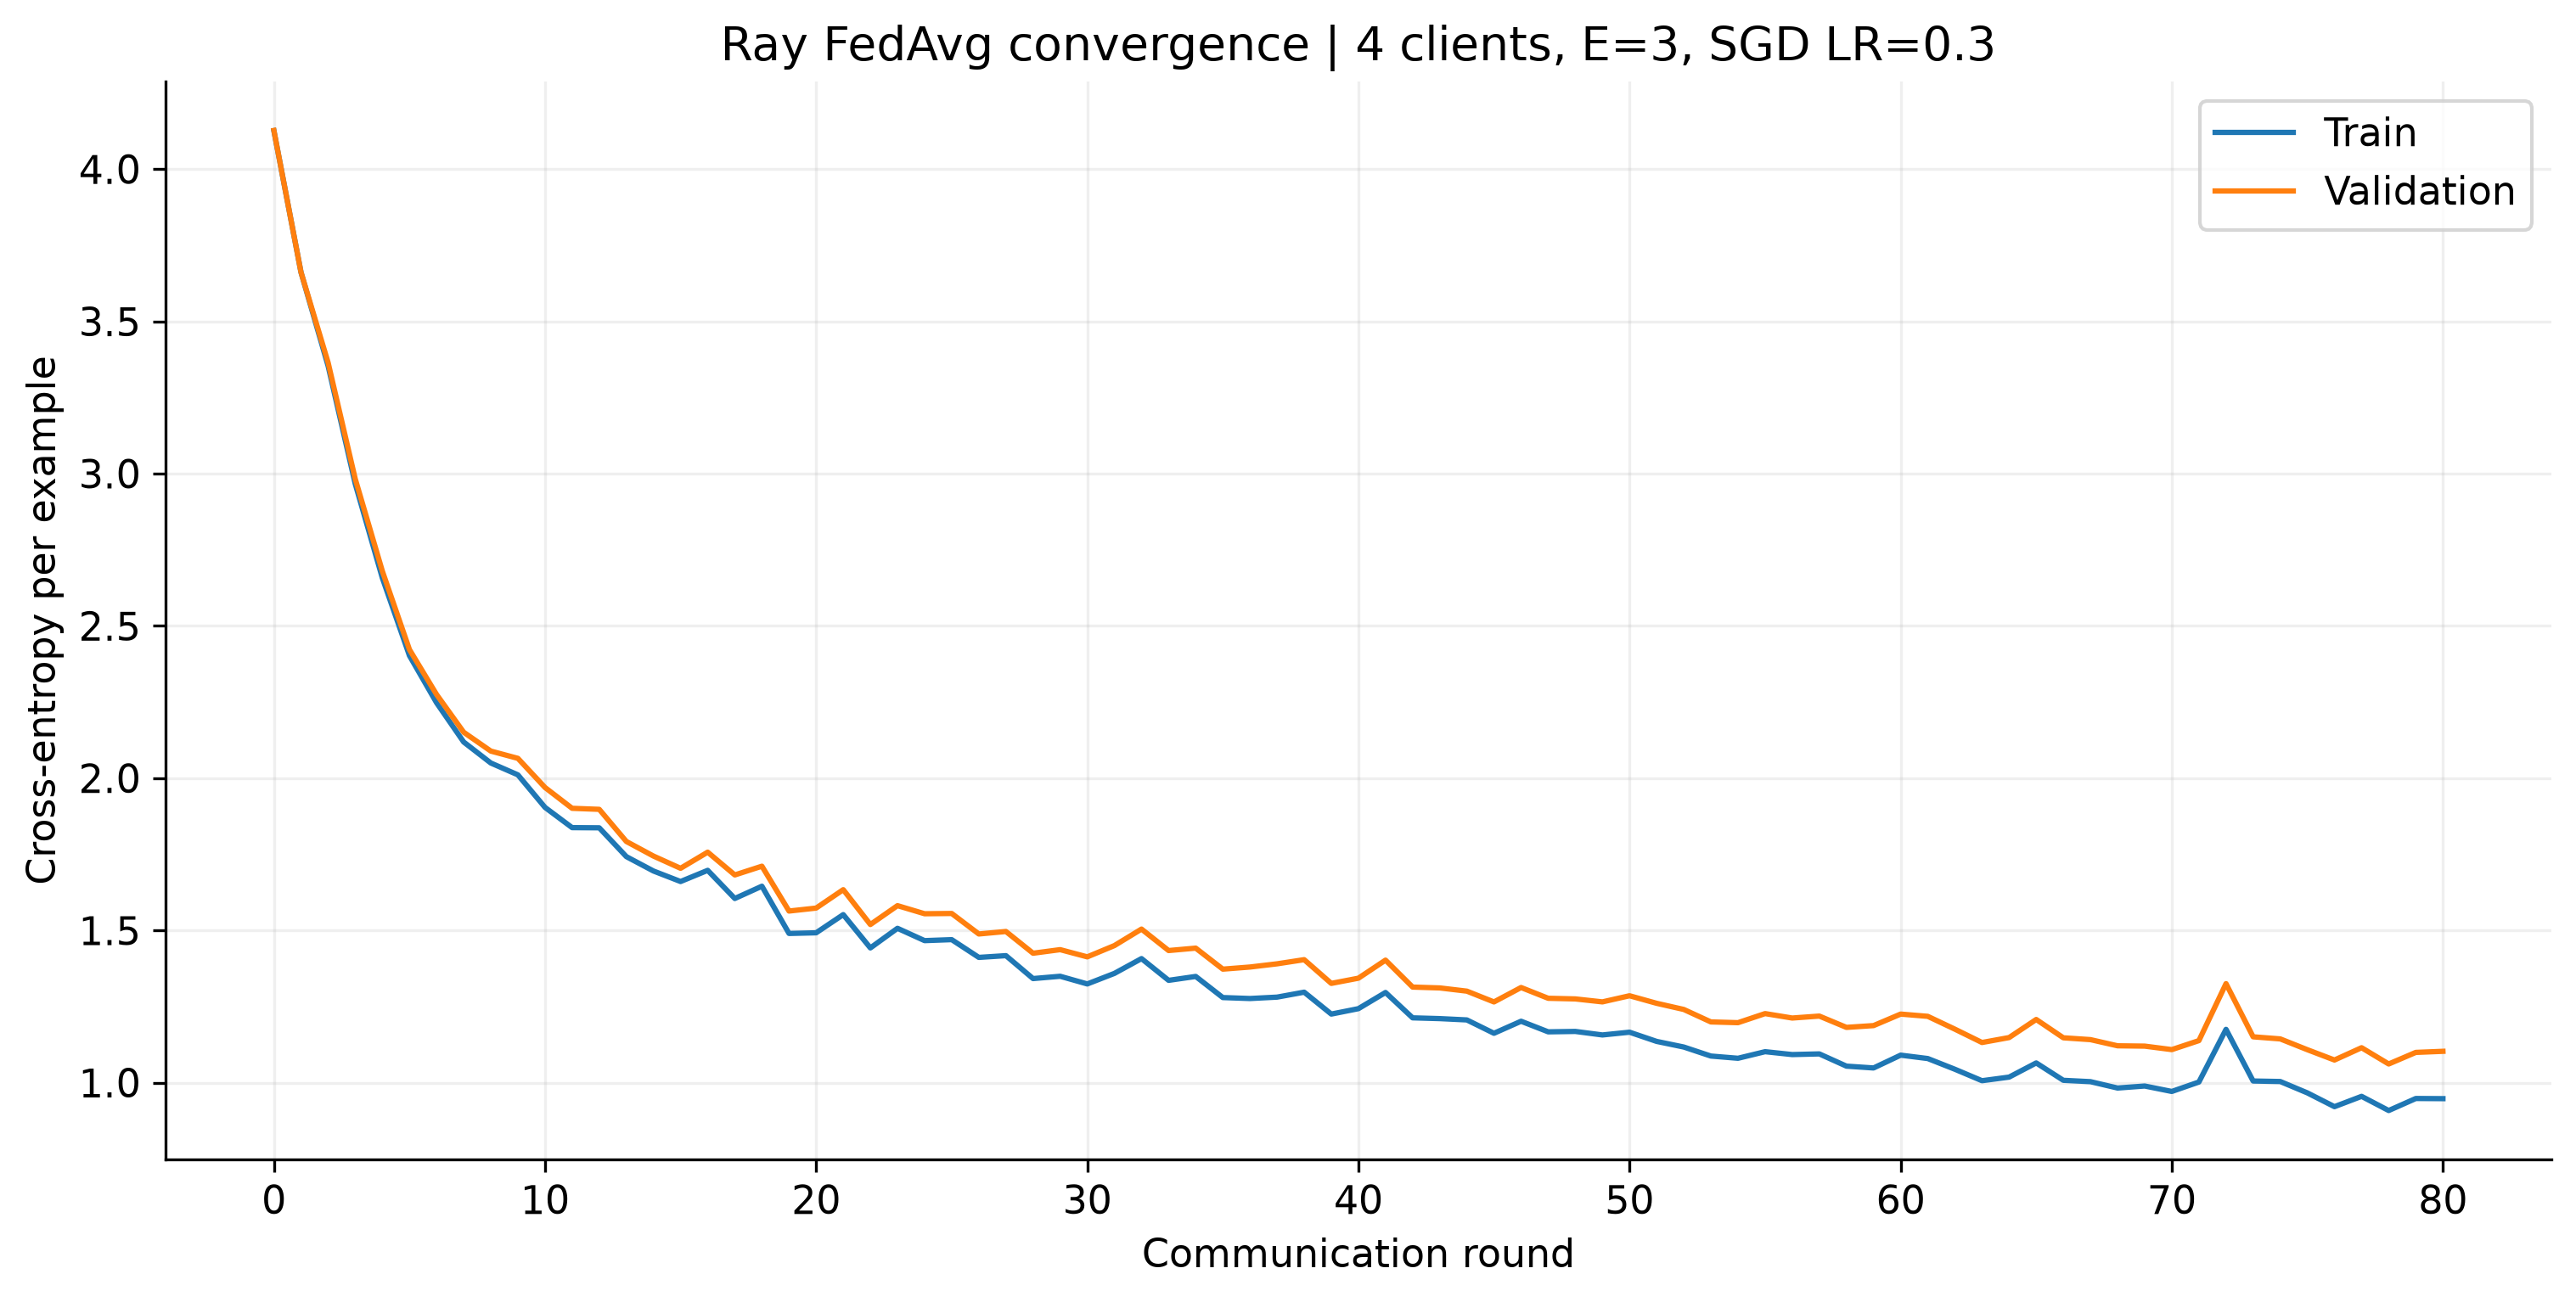 Ray FedAvg convergence | 4 clients, E=3, SGD LR=0.3
Train
Validation
Cross-entropy per example
4.0
3.5
3.0
2.5
2.0
1.5
1.0
0 10 20 30 40 50 60 70 80
Communication round